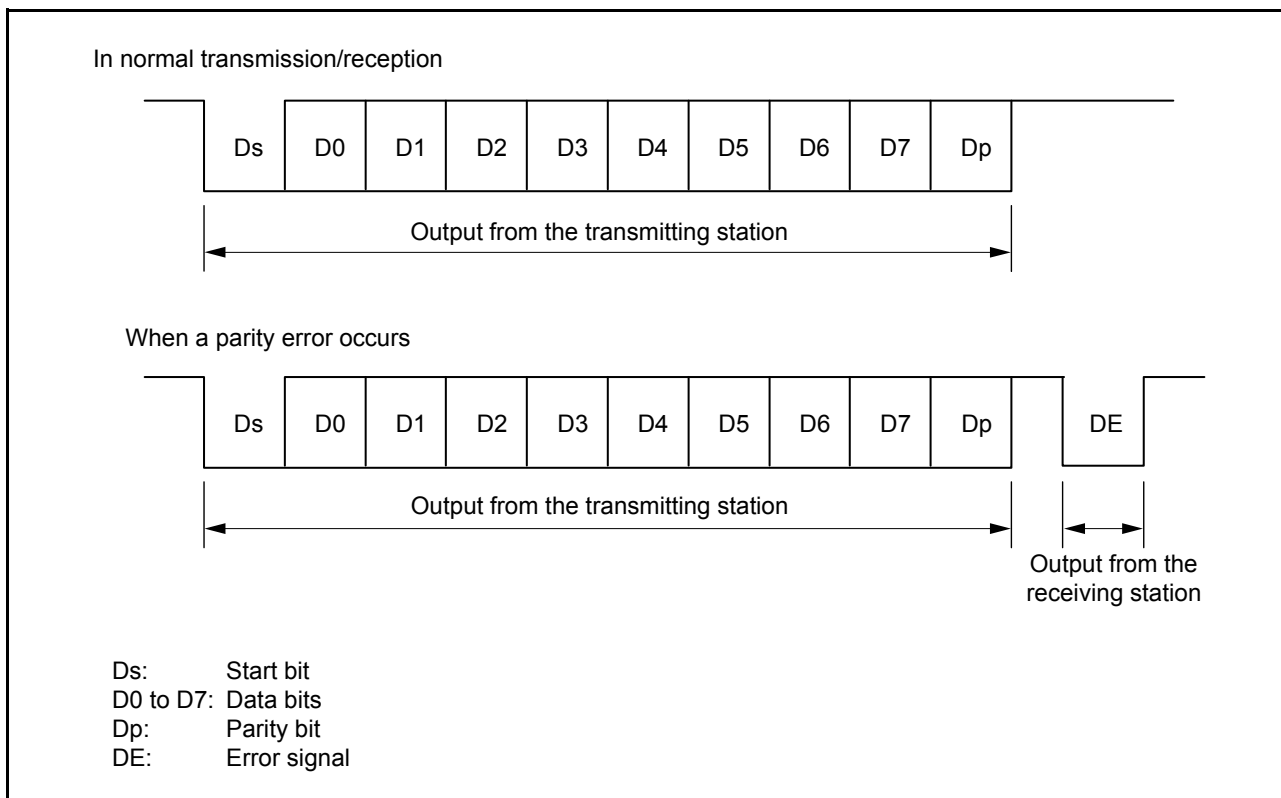 In normal transmission/reception
Ds D0 D1 D2 D3 D4 D5 D6 D7 Dp
Output from the transmitting station
When a parity error occurs
Ds D0 D1 D2 D3 D4 D5 D6 D7 Dp DE
Output from the transmitting station
Output from the
receiving station
Ds: Start bit
D0 to D7: Data bits
Dp: Parity bit
DE: Error signal